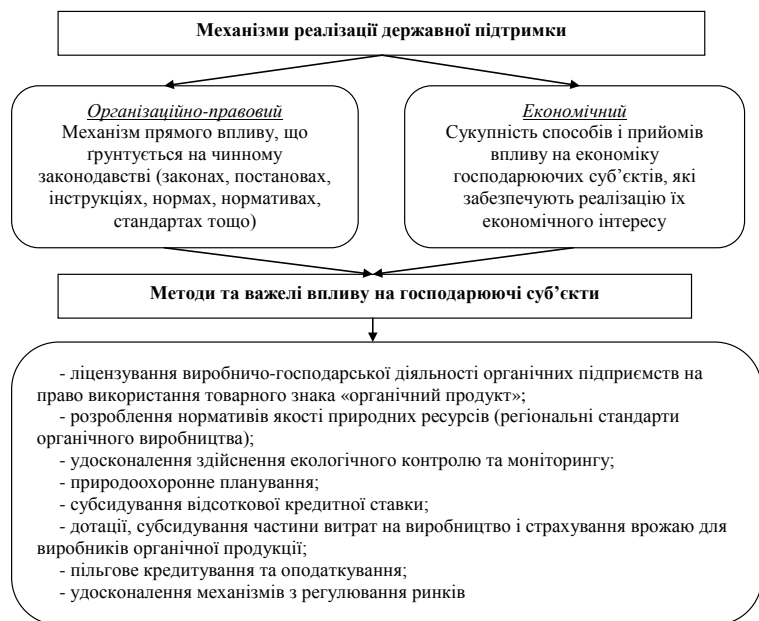 Механізми реалізації державної підтримки
Організаційно-правовий
Механізм прямого впливу, що
ґрунтується на чинному
законодавстві (законах, постановах,
інструкціях, нормах, нормативах,
стандартах тощо)
Економічний
Сукупність способів і прийомів
впливу на економіку
господарюючих суб’єктів, які
забезпечують реалізацію їх
економічного інтересу
Методи та важелі впливу на господарюючі суб’єкти
- ліцензування виробничо-господарської діяльності органічних підприємств на
право використання товарного знака «органічний продукт»;
- розроблення нормативів якості природних ресурсів (регіональні стандарти
органічного виробництва);
- удосконалення здійснення екологічного контролю та моніторингу;
- природоохоронне планування;
- субсидування відсоткової кредитної ставки;
- дотації, субсидування частини витрат на виробництво і страхування врожаю для
виробників органічної продукції;
- пільгове кредитування та оподаткування;
- удосконалення механізмів з регулювання ринків